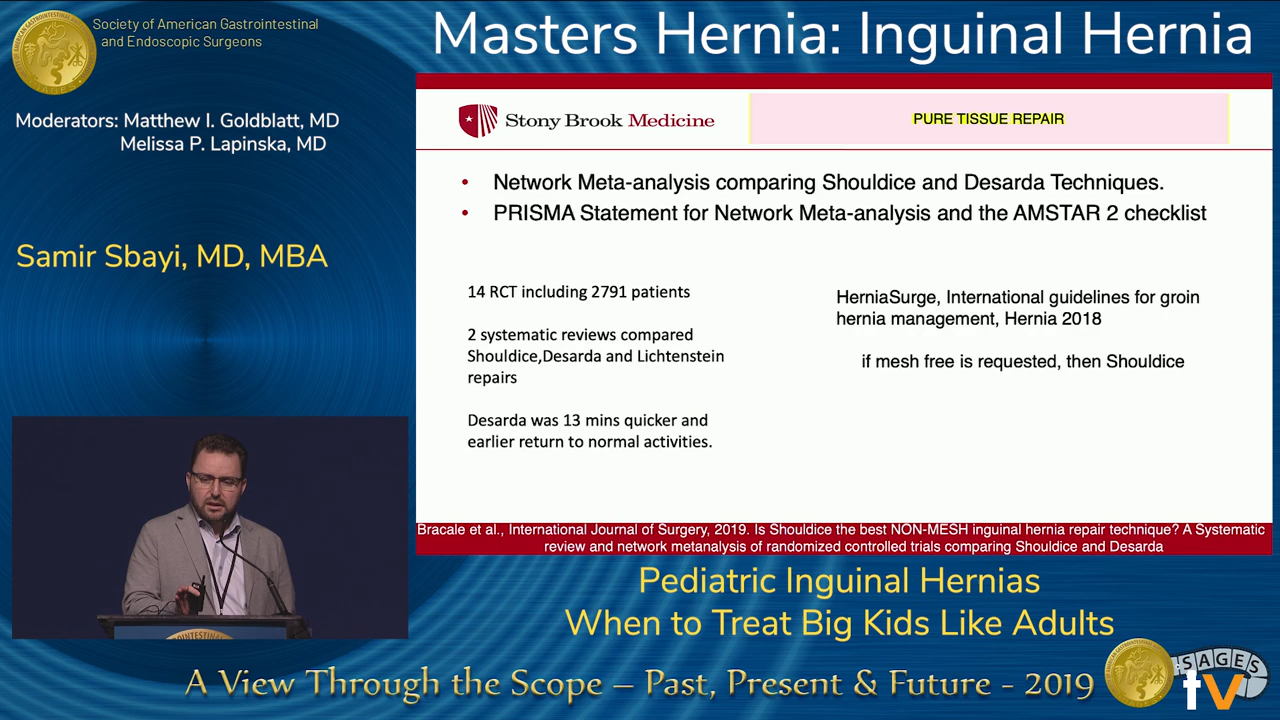 Society of American Gastrointestinal
and Endoscopic Surgeons
Masters Hernia: Inguinal Hernia
Moderators: Matthew I. Goldblatt, MD
Melissa P. Lapinska, MD
Samir Sbayi, MD, MBA
Stony Brook Medicine
PURE TISSUE REPAIR
• Network Meta-analysis comparing Shouldice and Desarda Techniques.
• PRISMA Statement for Network Meta-analysis and the AMSTAR 2 checklist
14 RCT including 2791 patients
2 systematic reviews compared
Shouldice,Desarda and Lichtenstein
repairs
Desarda was 13 mins quicker and
earlier return to normal activities.
HerniaSurge, International guidelines for groin
hernia management, Hernia 2018
if mesh free is requested, then Shouldice
Bracale et al., International Journal of Surgery, 2019. Is Shouldice the best NON-MESH inguinal hernia repair technique? A Systematic
review and network metanalysis of randomized controlled trials comparing Shouldice and Desarda
Pediatric Inguinal Hernias
When to Treat Big Kids Like Adults
A View Through the Scope – Past, Present & Future - 2019
SAGES
tv